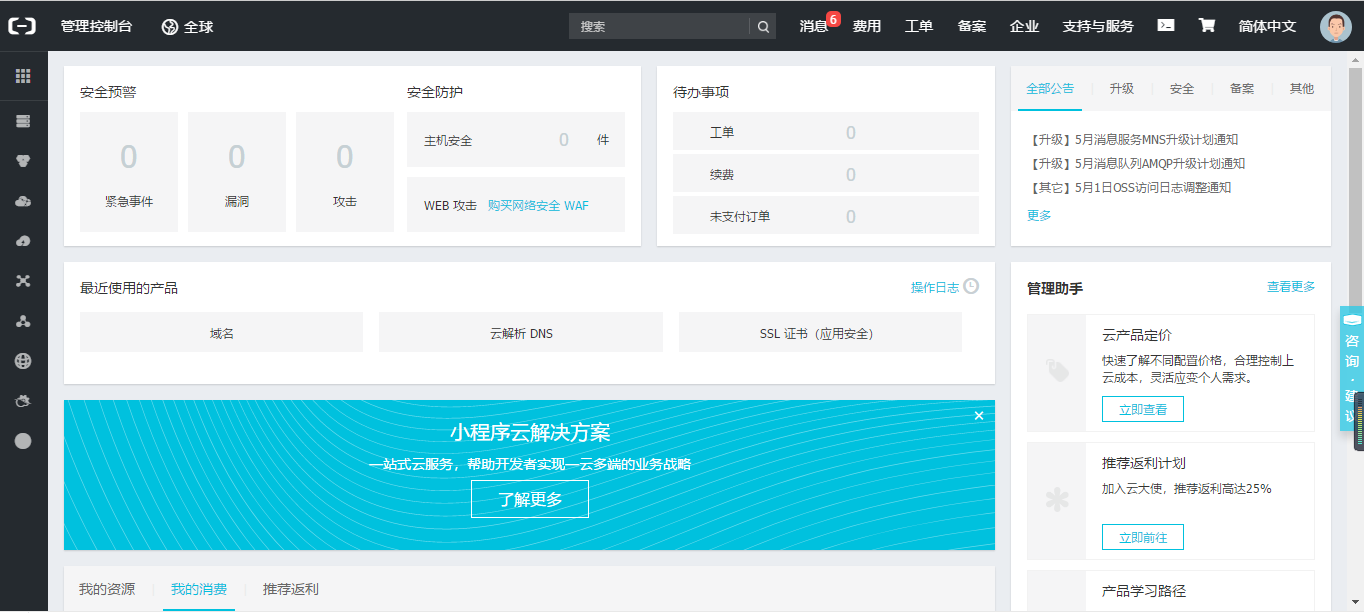 管理控制台
全球
搜索
消息 6
费用
工单
备案
企业
支持与服务
简体中文
安全预警
0
紧急事件
0
漏洞
0
攻击
安全防护
主机安全 0 件
WEB 攻击 购买网络安全 WAF
待办事项
工单 0
续费 0
未支付订单 0
全部公告
升级
安全
备案
其他
【升级】5月消息服务MNS升级计划通知
【升级】5月消息队列AMQP升级计划通知
【其它】5月1日OSS访问日志调整通知
更多
最近使用的产品
操作日志
域名
云解析 DNS
SSL 证书（应用安全）
小程序云解决方案
一站式云服务，帮助开发者实现一云多端的业务战略
了解更多
我的资源
我的消费
推荐返利
管理助手
查看更多
云产品定价
快速了解不同配置价格，合理控制上
云成本，灵活应变个人需求。
立即查看
推荐返利计划
加入云大使，推荐返利高达25%
立即前往
产品学习路径
咨询·建议